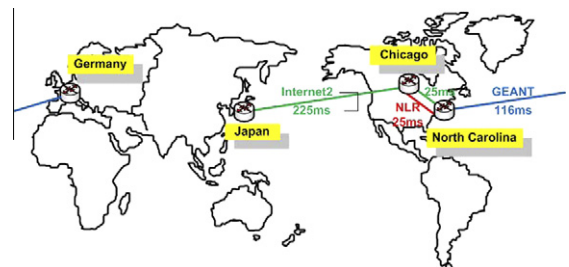 Germany
Chicago
Internet2
225ms
25ms
GEANT
116ms
NLR
25ms
Japan
North Carolina